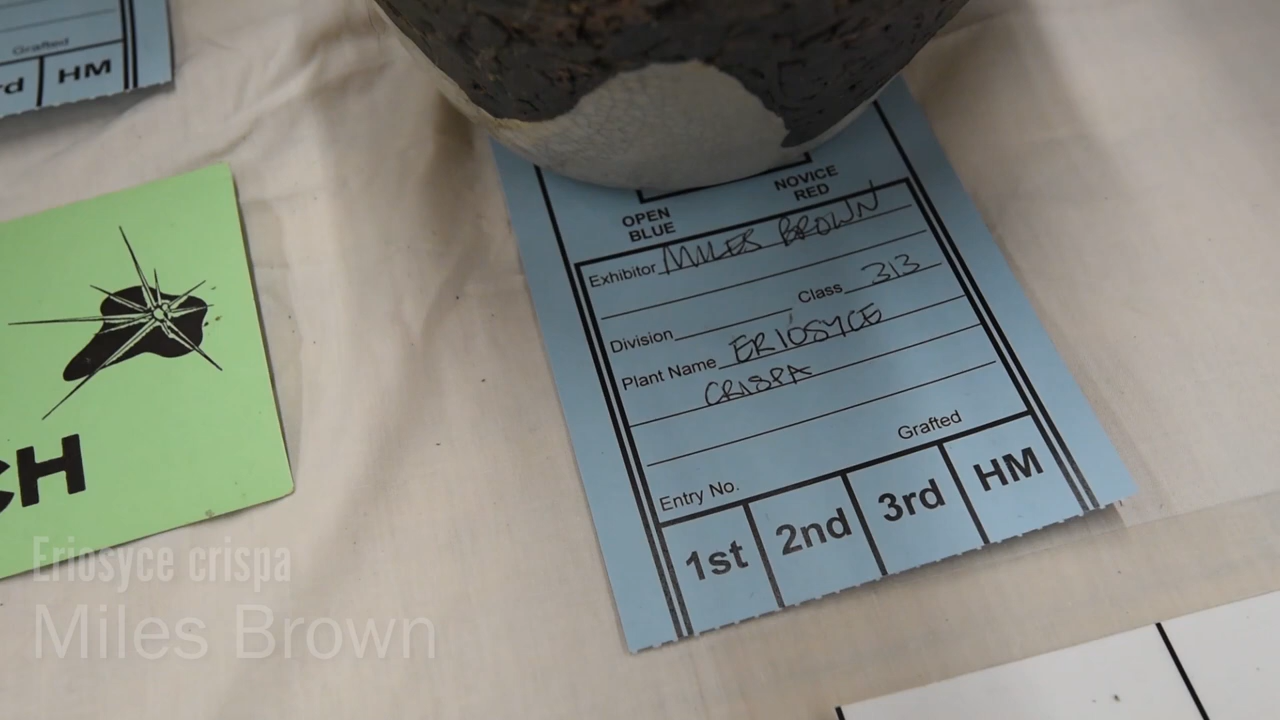 Grafted
rd HM
CH
OPEN
BLUE
NOVICE
RED
Exhibitor MILES BROWN
Division Class 313
Plant Name ERIOSYCE
CRISPA
Grafted
Entry No.
1st 2nd 3rd HM
Eriosyce crispa
Miles Brown